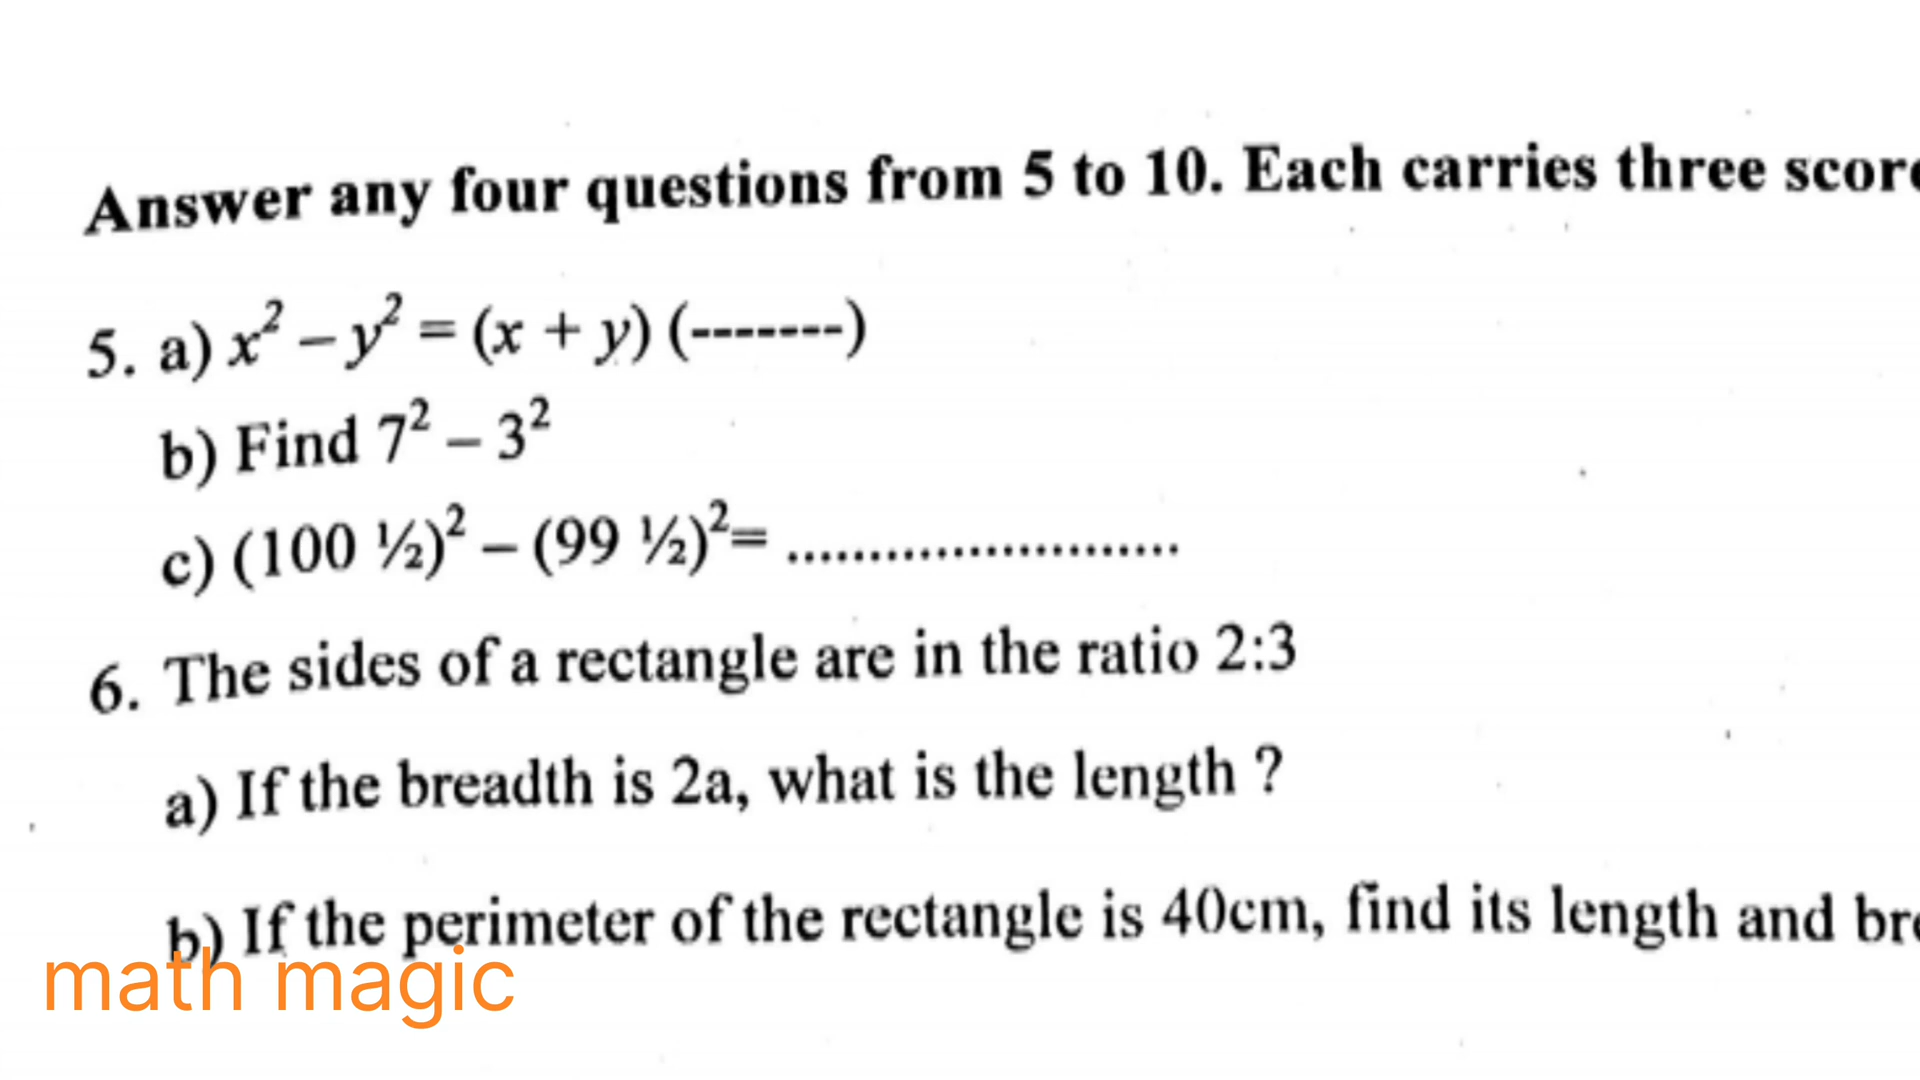 Answer any four questions from 5 to 10. Each carries three score
5. a) x² – y² = (x + y) (-------)
b) Find 7² – 3²
c) (100 ½)² – (99 ½)²= ........................
6. The sides of a rectangle are in the ratio 2:3
a) If the breadth is 2a, what is the length ?
b) If the perimeter of the rectangle is 40cm, find its length and bre
math magic